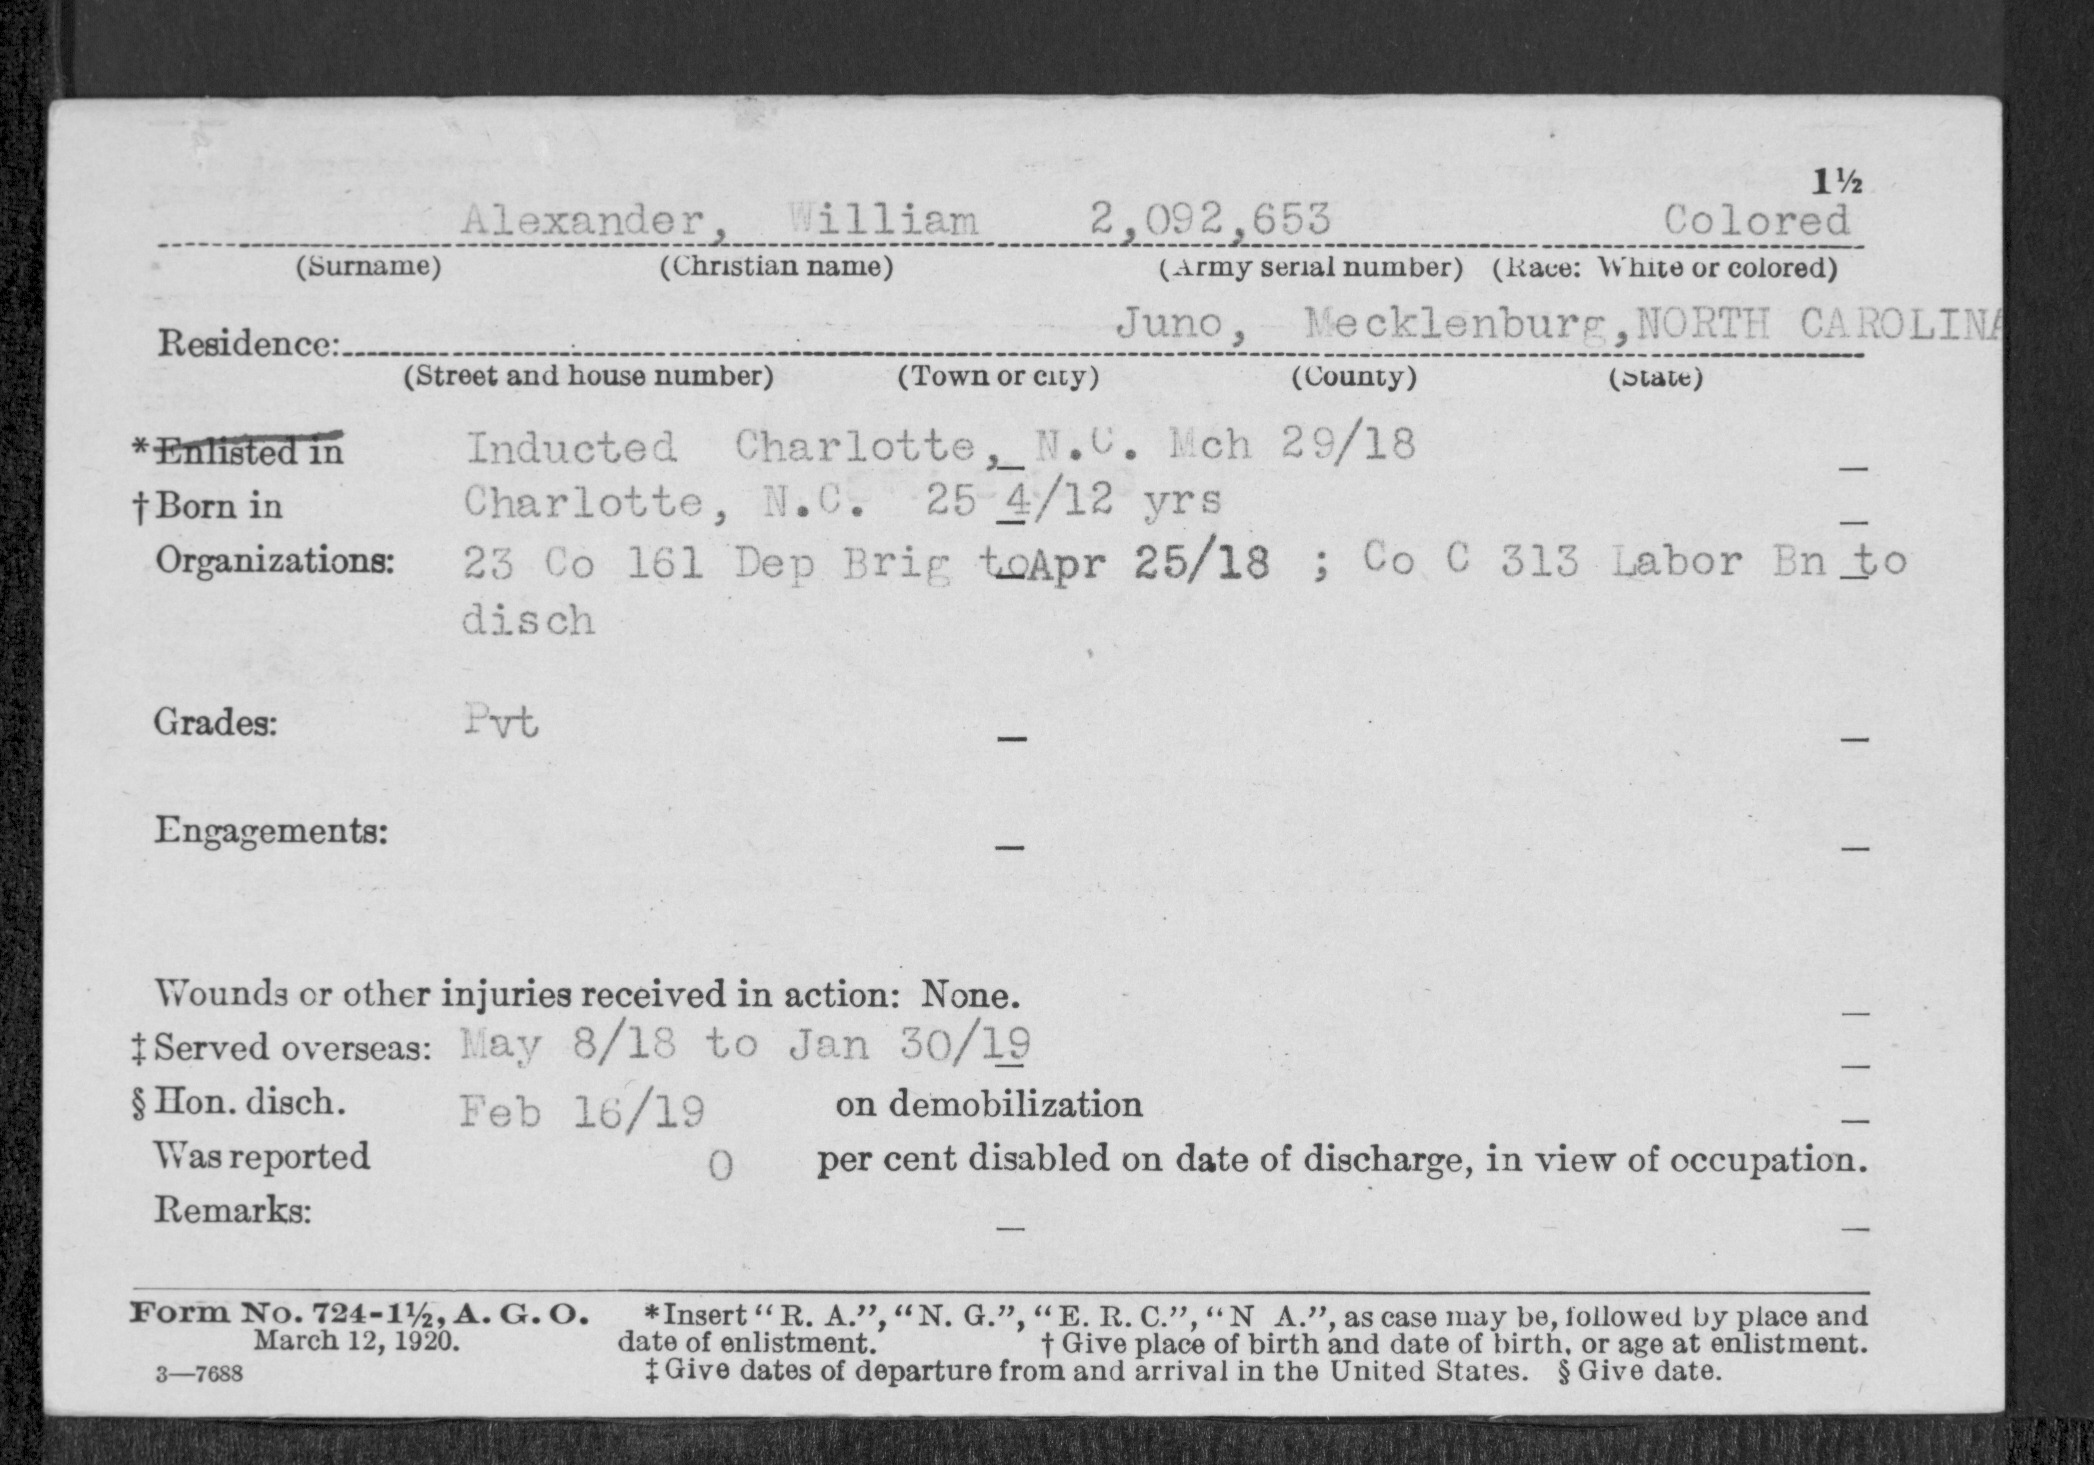 1½
Alexander, William 2,092,653 Colored
(Surname) (Christian name) (Army serial number) (Race: White or colored)
Residence: Juno, Mecklenburg, NORTH CAROLINA
(Street and house number) (Town or city) (County) (State)
*Enlisted in Inducted Charlotte, N.C. Mch 29/18
†Born in Charlotte, N.C. 25 4/12 yrs
Organizations: 23 Co 161 Dep Brig toApr 25/18 ; Co C 313 Labor Bn to
disch
Grades: Pvt
Engagements:
Wounds or other injuries received in action: None.
‡Served overseas: May 8/18 to Jan 30/19
§Hon. disch. Feb 16/19 on demobilization
Was reported 0 per cent disabled on date of discharge, in view of occupation.
Remarks:
Form No. 724-1½, A. G. O. *Insert “R. A.”, “N. G.”, “E. R. C.”, “N A.”, as case may be, followed by place and
March 12, 1920. date of enlistment. †Give place of birth and date of birth, or age at enlistment.
3—7688 ‡Give dates of departure from and arrival in the United States. §Give date.